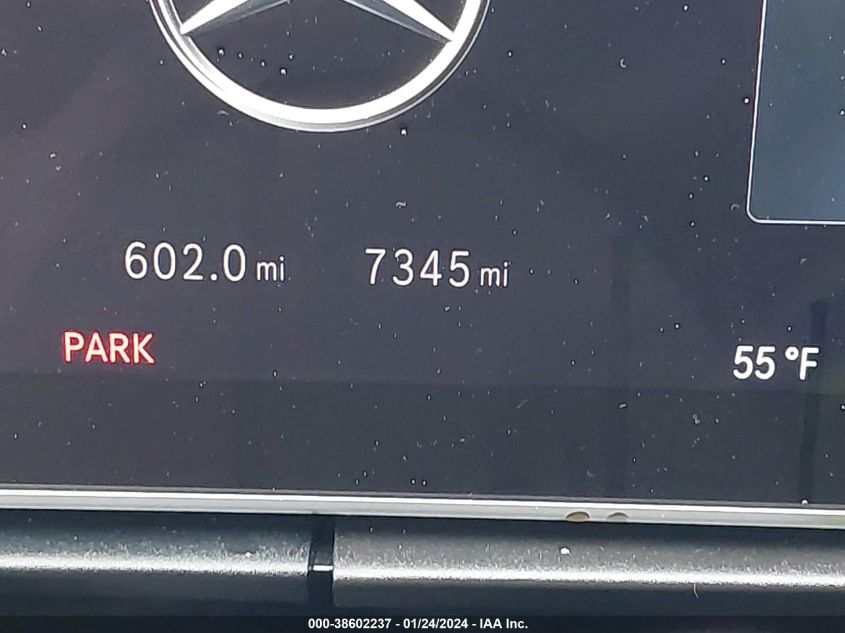 602.0 mi 7345 mi
PARK 55 °F
000-38602237 - 01/24/2024 - IAA Inc.